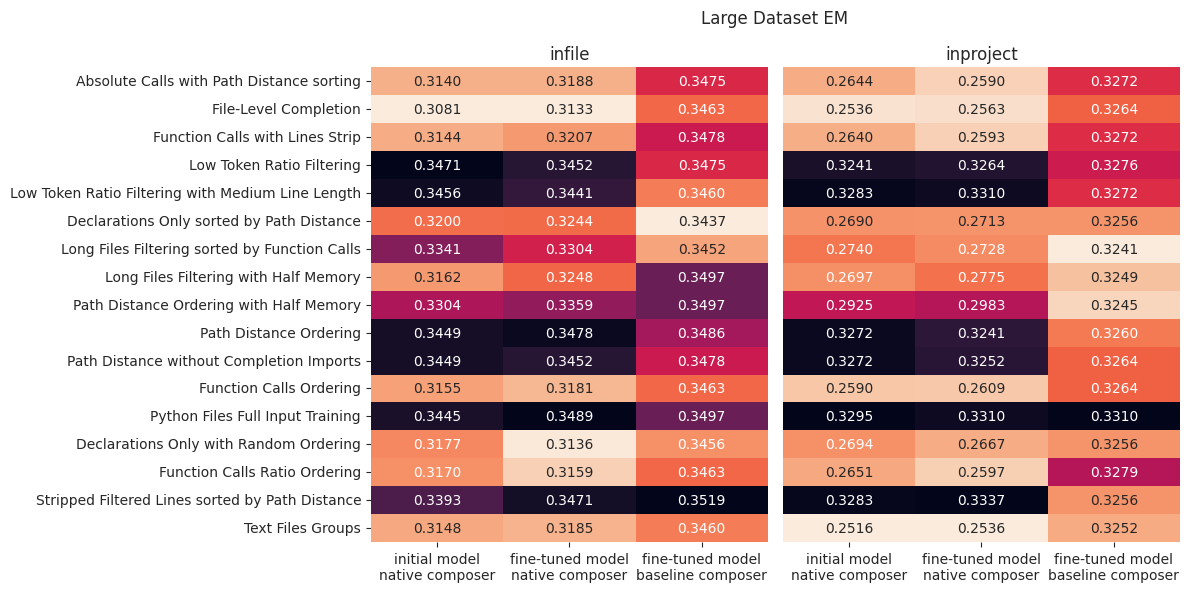 Large Dataset EM
infile inproject
Absolute Calls with Path Distance sorting 0.3140 0.3188 0.3475 0.2644 0.2590 0.3272
File-Level Completion 0.3081 0.3133 0.3463 0.2536 0.2563 0.3264
Function Calls with Lines Strip 0.3144 0.3207 0.3478 0.2640 0.2593 0.3272
Low Token Ratio Filtering 0.3471 0.3452 0.3475 0.3241 0.3264 0.3276
Low Token Ratio Filtering with Medium Line Length 0.3456 0.3441 0.3460 0.3283 0.3310 0.3272
Declarations Only sorted by Path Distance 0.3200 0.3244 0.3437 0.2690 0.2713 0.3256
Long Files Filtering sorted by Function Calls 0.3341 0.3304 0.3452 0.2740 0.2728 0.3241
Long Files Filtering with Half Memory 0.3162 0.3248 0.3497 0.2697 0.2775 0.3249
Path Distance Ordering with Half Memory 0.3304 0.3359 0.3497 0.2925 0.2983 0.3245
Path Distance Ordering 0.3449 0.3478 0.3486 0.3272 0.3241 0.3260
Path Distance without Completion Imports 0.3449 0.3452 0.3478 0.3272 0.3252 0.3264
Function Calls Ordering 0.3155 0.3181 0.3463 0.2590 0.2609 0.3264
Python Files Full Input Training 0.3445 0.3489 0.3497 0.3295 0.3310 0.3310
Declarations Only with Random Ordering 0.3177 0.3136 0.3456 0.2694 0.2667 0.3256
Function Calls Ratio Ordering 0.3170 0.3159 0.3463 0.2651 0.2597 0.3279
Stripped Filtered Lines sorted by Path Distance 0.3393 0.3471 0.3519 0.3283 0.3337 0.3256
Text Files Groups 0.3148 0.3185 0.3460 0.2516 0.2536 0.3252
initial model fine-tuned model fine-tuned model initial model fine-tuned model fine-tuned model
native composer native composer baseline composer native composer native composer baseline composer